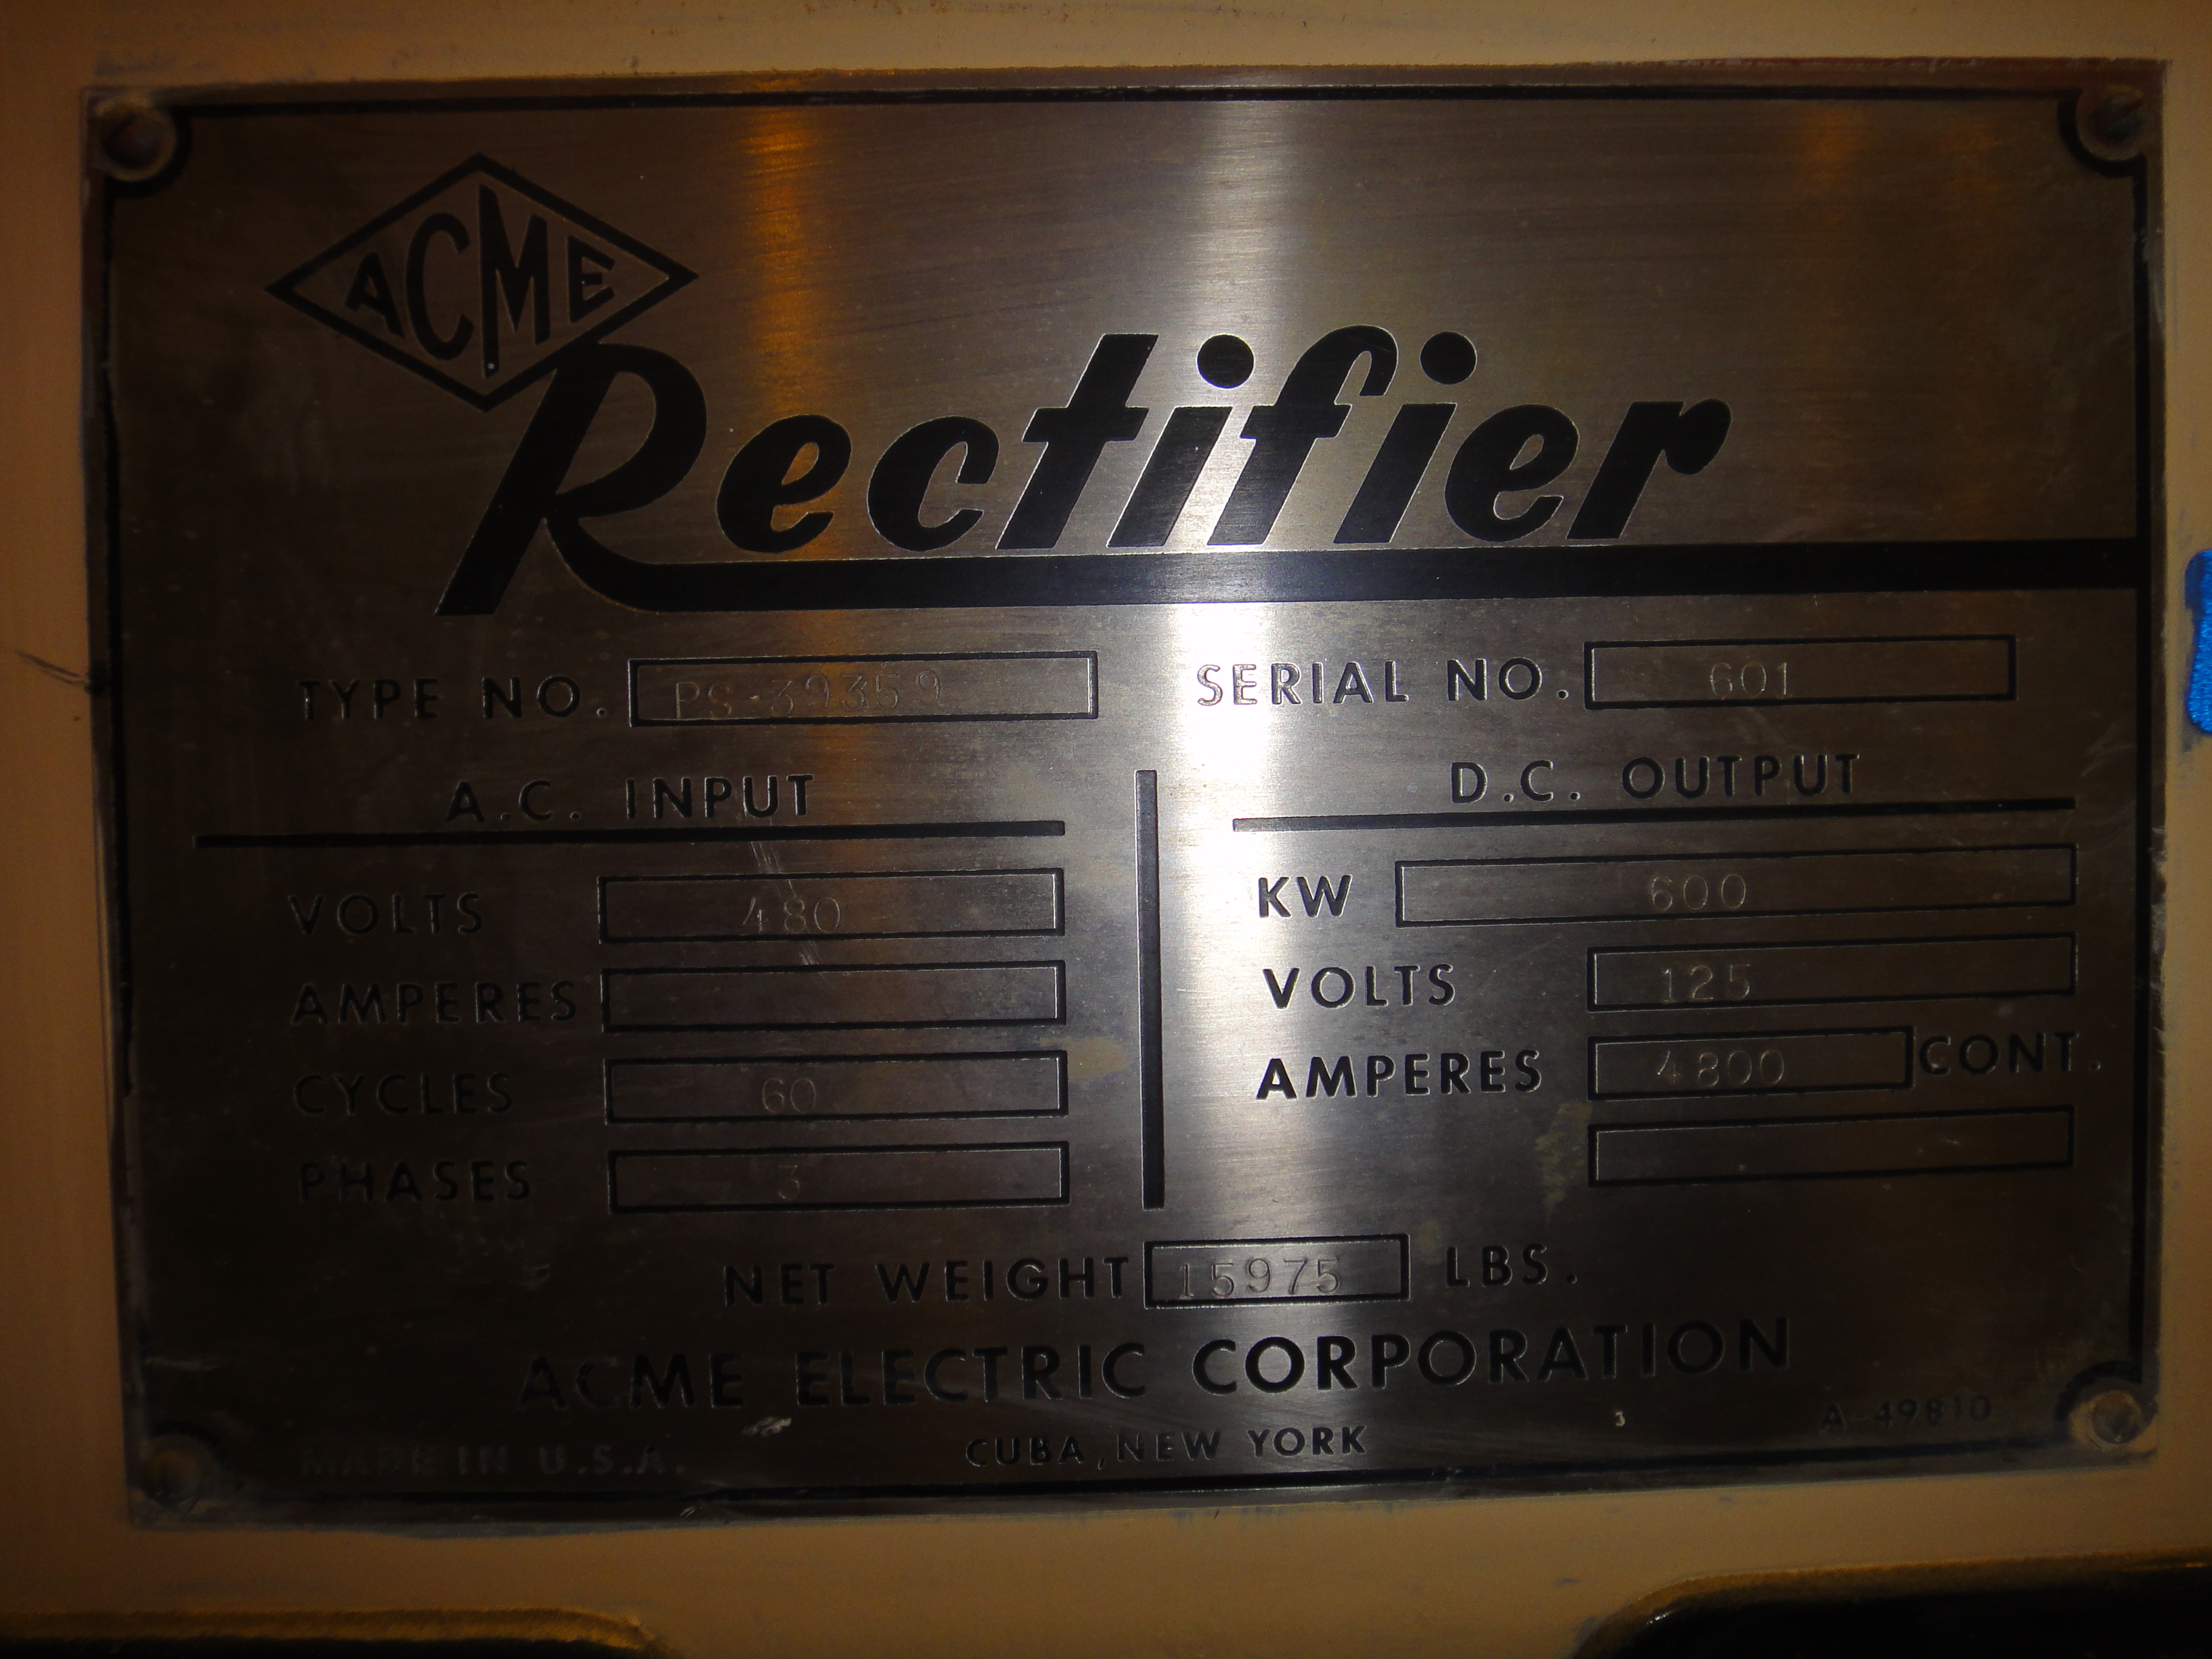 ACME
Rectifier
TYPE NO. PS-39359 SERIAL NO. 601
A.C. INPUT D.C. OUTPUT
VOLTS 480 KW 600
AMPERES VOLTS 125
CYCLES 60 AMPERES 4800 CONT.
PHASES 3
NET WEIGHT 15975 LBS.
ACME ELECTRIC CORPORATION
MADE IN U.S.A. CUBA, NEW YORK 3 A-49810